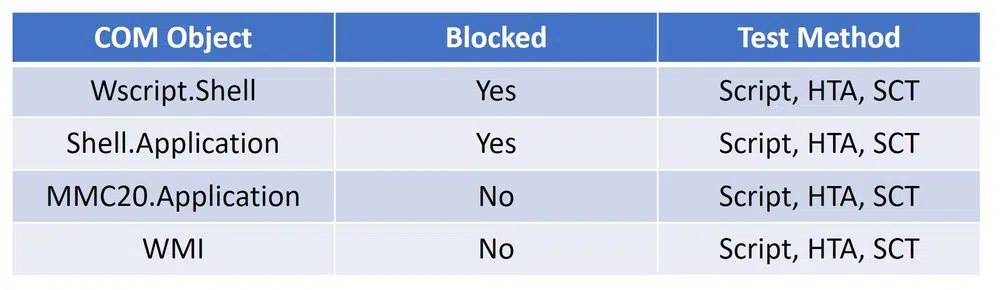 COM Object Blocked Test Method
Wscript.Shell Yes Script, HTA, SCT
Shell.Application Yes Script, HTA, SCT
MMC20.Application No Script, HTA, SCT
WMI No Script, HTA, SCT